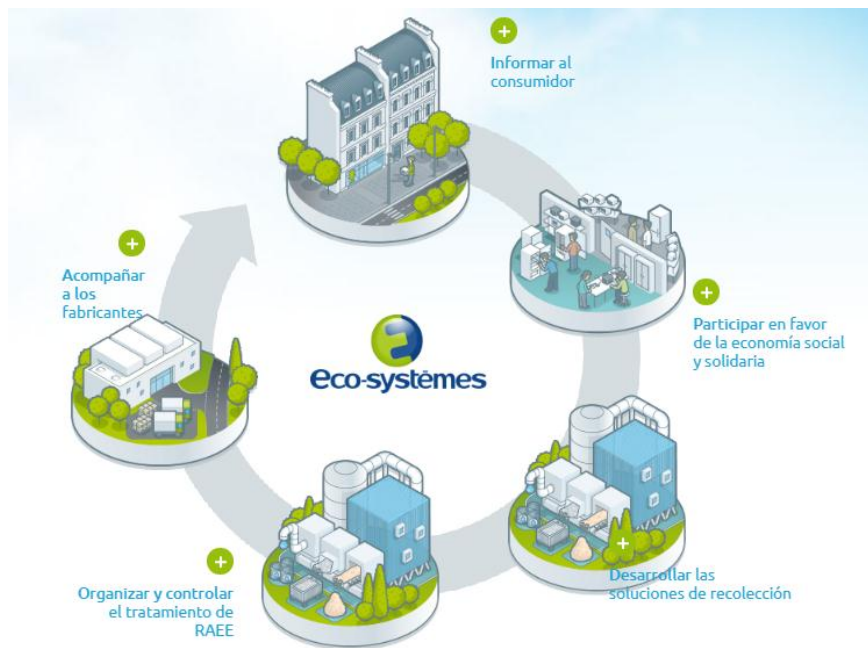 Informar al
consumidor
Acompañar
a los
fabricantes
Participar en favor
de la economía social
y solidaria
eco-systèmes
Organizar y controlar
el tratamiento de
RAEE
Desarrollar las
soluciones de recolección